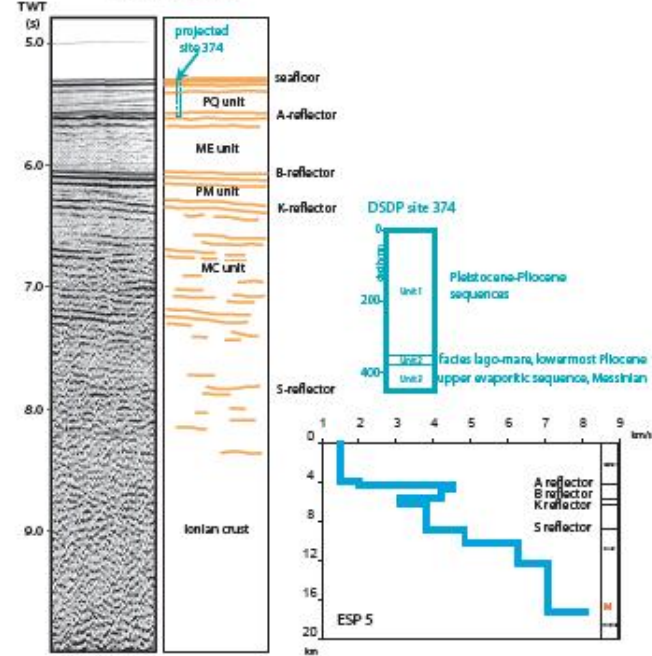 TWT
(s)
5.0
6.0
7.0
8.0
9.0
projected
site 374
PQ unit
ME unit
PM unit
MC unit
Ionian crust
seafloor
A-reflector
B-reflector
K-reflector
S-reflector
DSDP site 374
0
200
400
Unit 1
Unit 2
Unit 3
Pleistocene-Pliocene
sequences
facies lago-mare, lowermost Pliocene
upper evaporitic sequence, Messinian
1 2 3 4 5 6 7 8 9
km/s
0
4
8
12
16
20
km
A reflector
B reflector
K reflector
S reflector
M
ESP 5